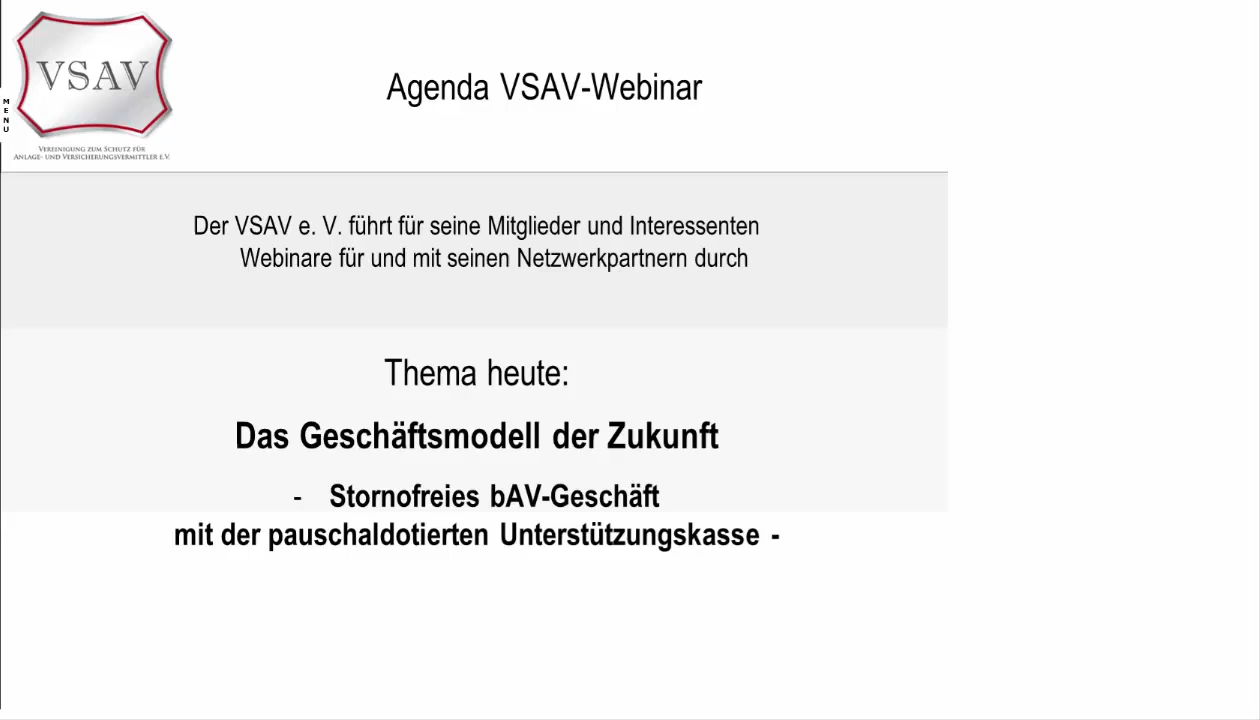 VSAV
MENU
VEREINIGUNG ZUM SCHUTZ FÜR
ANLAGE- UND VERSICHERUNGSVERMITTLER E.V.
Agenda VSAV-Webinar
Der VSAV e. V. führt für seine Mitglieder und Interessenten
Webinare für und mit seinen Netzwerkpartnern durch
Thema heute:
Das Geschäftsmodell der Zukunft
- Stornofreies bAV-Geschäft
mit der pauschaldotierten Unterstützungskasse -